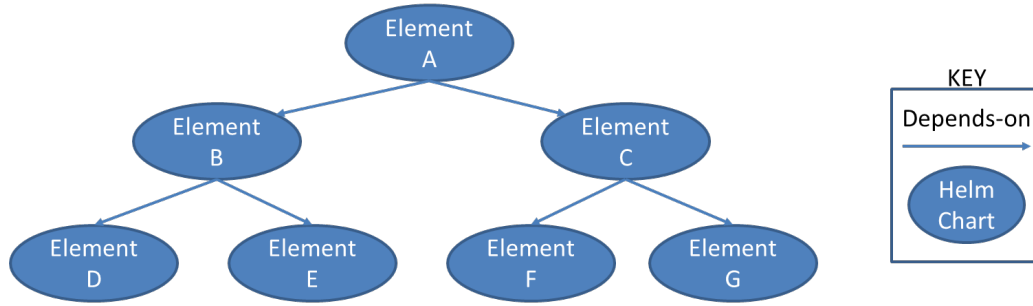 Element
A
Element
B
Element
C
Element
D
Element
E
Element
F
Element
G
KEY
Depends-on
Helm
Chart